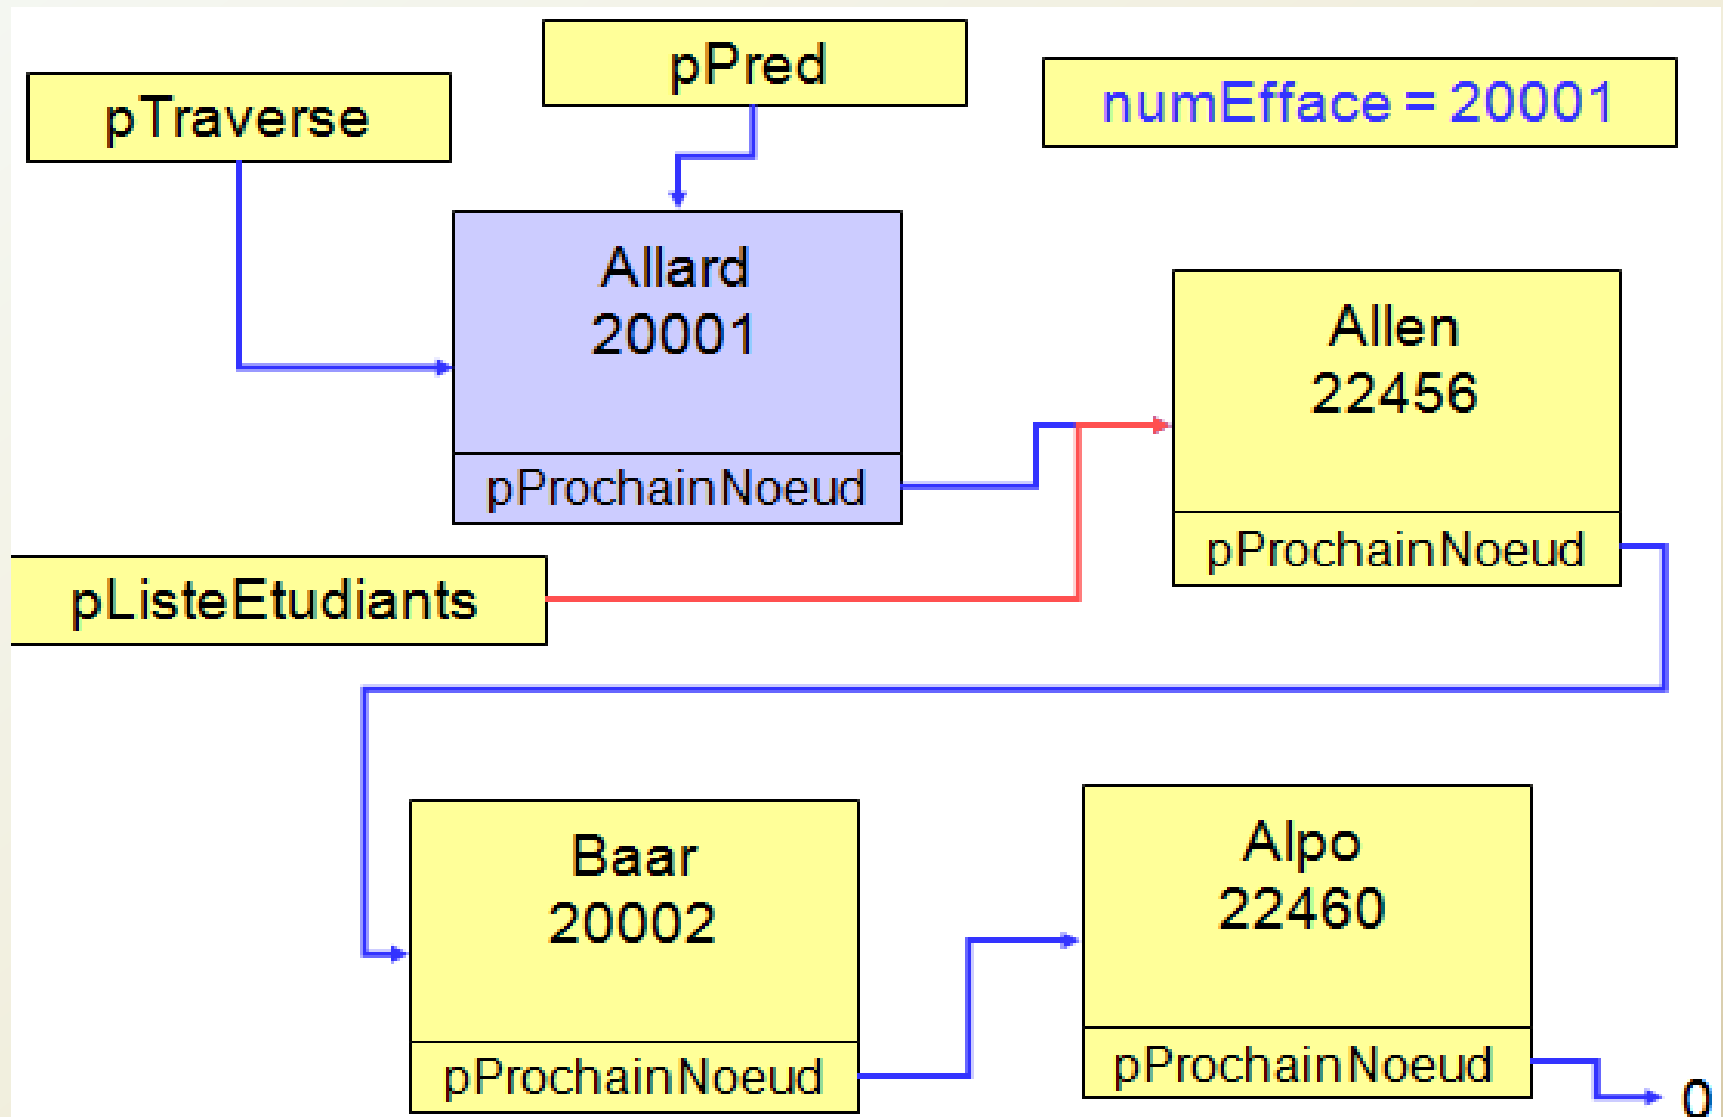 pPred
pTraverse
numEfface = 20001
Allard
20001
pProchainNoeud
Allen
22456
pProchainNoeud
pListeEtudiants
Baar
20002
pProchainNoeud
Alpo
22460
pProchainNoeud
0